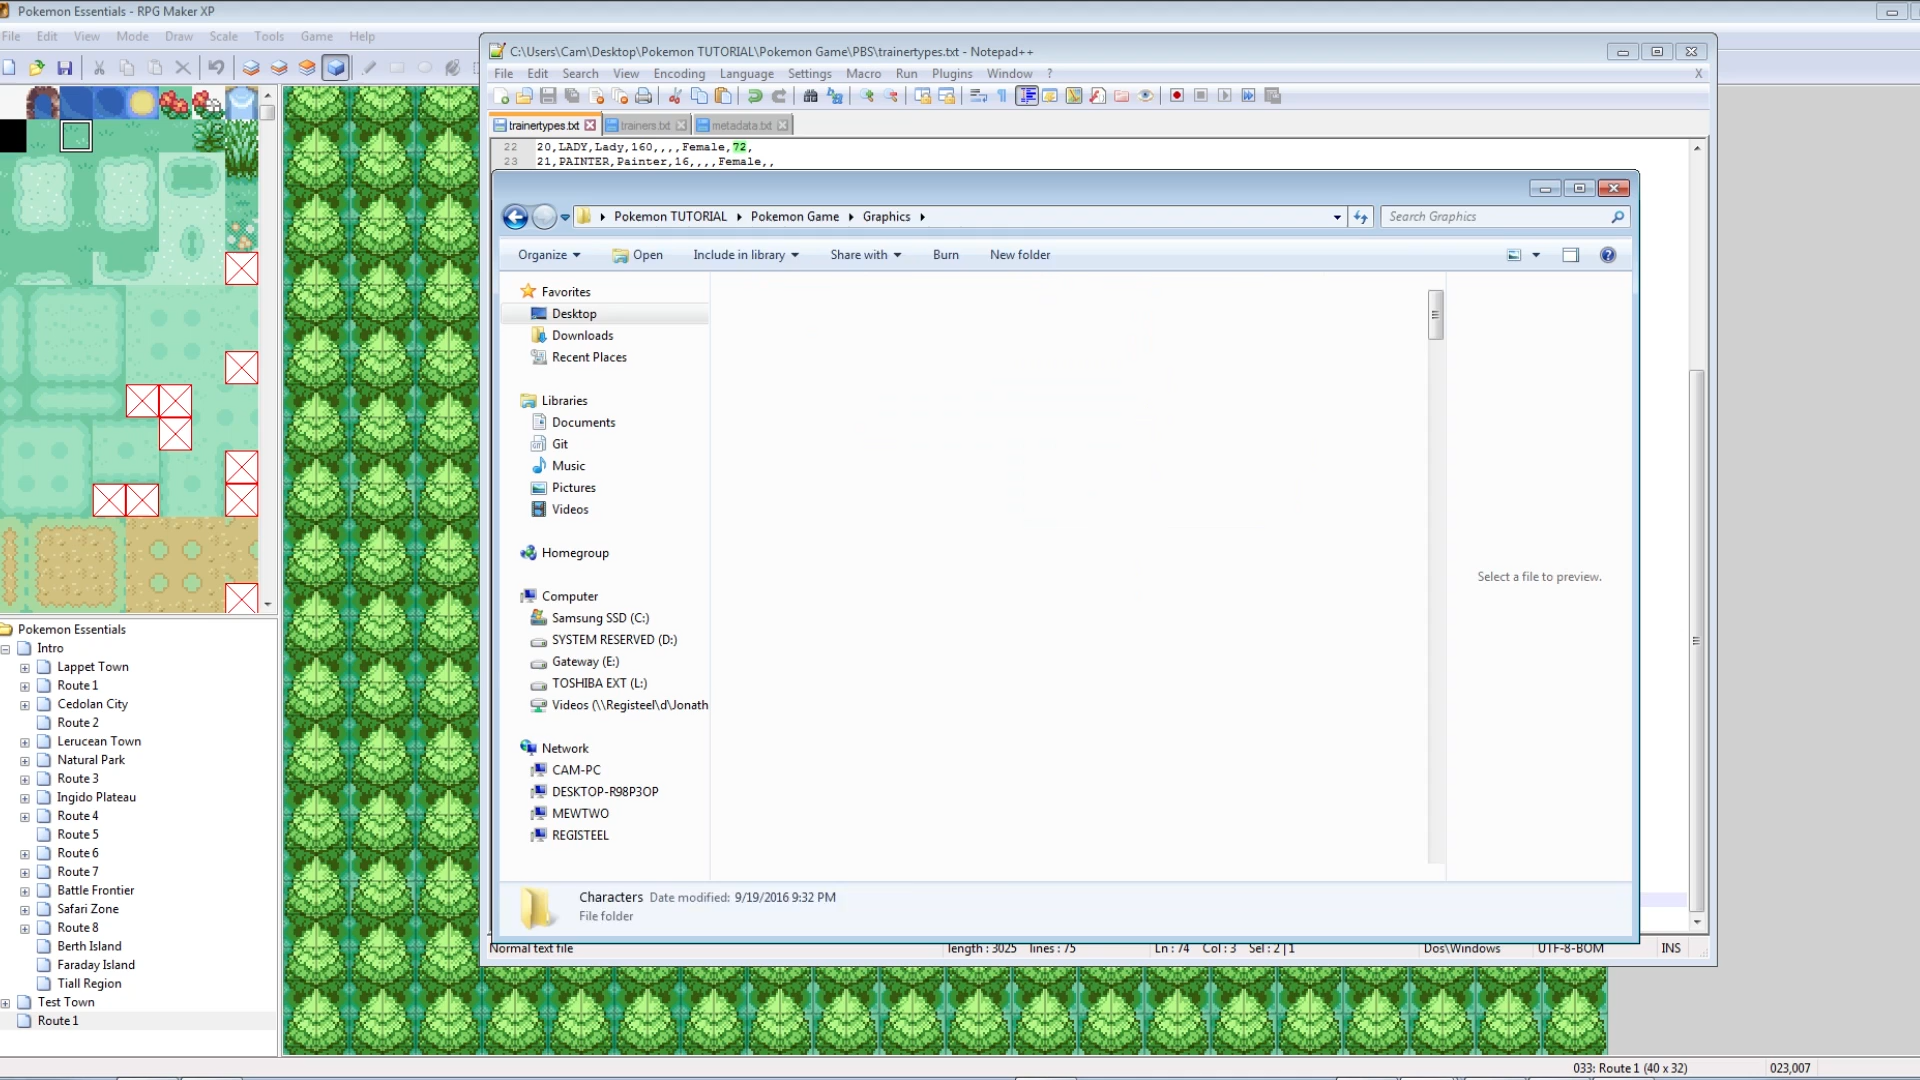 Pokemon Essentials - RPG Maker XP
File Edit View Mode Draw Scale Tools Game Help
C:\Users\Cam\Desktop\Pokemon TUTORIAL\Pokemon Game\PBS\trainertypes.txt - Notepad++
File Edit Search View Encoding Language Settings Macro Run Plugins Window ? X
trainertypes.txt trainers.txt metadata.txt
22 20,LADY,Lady,160,,,,Female,72,
23 21,PAINTER,Painter,16,,,,Female,,
Pokemon TUTORIAL Pokemon Game Graphics
Search Graphics
Organize Open Include in library Share with Burn New folder
Favorites
Desktop
Downloads
Recent Places
Libraries
Documents
Git
Music
Pictures
Videos
Homegroup
Computer
Samsung SSD (C:)
SYSTEM RESERVED (D:)
Gateway (E:)
TOSHIBA EXT (L:)
Videos (\\Registeel\d\Jonath
Network
CAM-PC
DESKTOP-R98P3OP
MEWTWO
REGISTEEL
Select a file to preview.
Characters Date modified: 9/19/2016 9:32 PM
File folder
Normal text file length : 3025 lines : 75 Ln : 74 Col : 3 Sel : 2 | 1 Dos\Windows UTF-8-BOM INS
Pokemon Essentials
Intro
Lappet Town
Route 1
Cedolan City
Route 2
Lerucean Town
Natural Park
Route 3
Ingido Plateau
Route 4
Route 5
Route 6
Route 7
Battle Frontier
Safari Zone
Route 8
Berth Island
Faraday Island
Tiall Region
Test Town
Route 1
033: Route 1 (40 x 32) 023,007